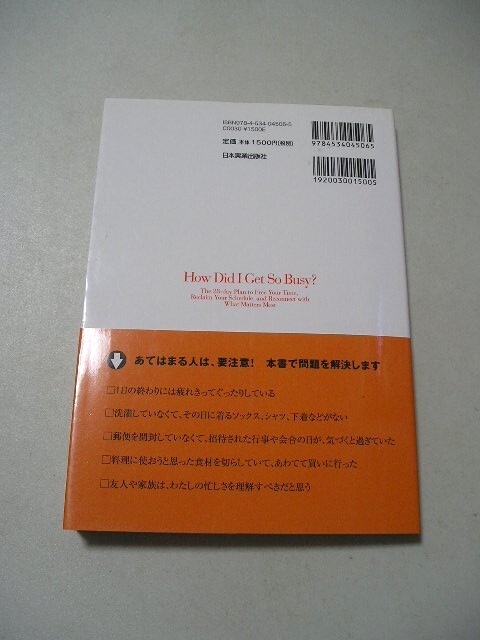 ISBN978-4-534-04506-5
C0030 ¥1500E
定価 本体1500円(税別)
日本実業出版社
9784534045065
1920030015005
How Did I Get So Busy?
The 28-day Plan to Free Your Time,
Reclaim Your Schedule, and Reconnect with
What Matters Most
あてはまる人は、要注意! 本書で問題を解決します
□1日の終わりには疲れきってぐったりしている
□洗濯していなくて、その日に着るソックス、シャツ、下着などがない
□郵便を開封していなくて、招待された行事や会合の日が、気づくと過ぎていた
□料理に使おうと思った食材を切らしていて、あわてて買いに行った
□友人や家族は、わたしの忙しさを理解すべきだと思う